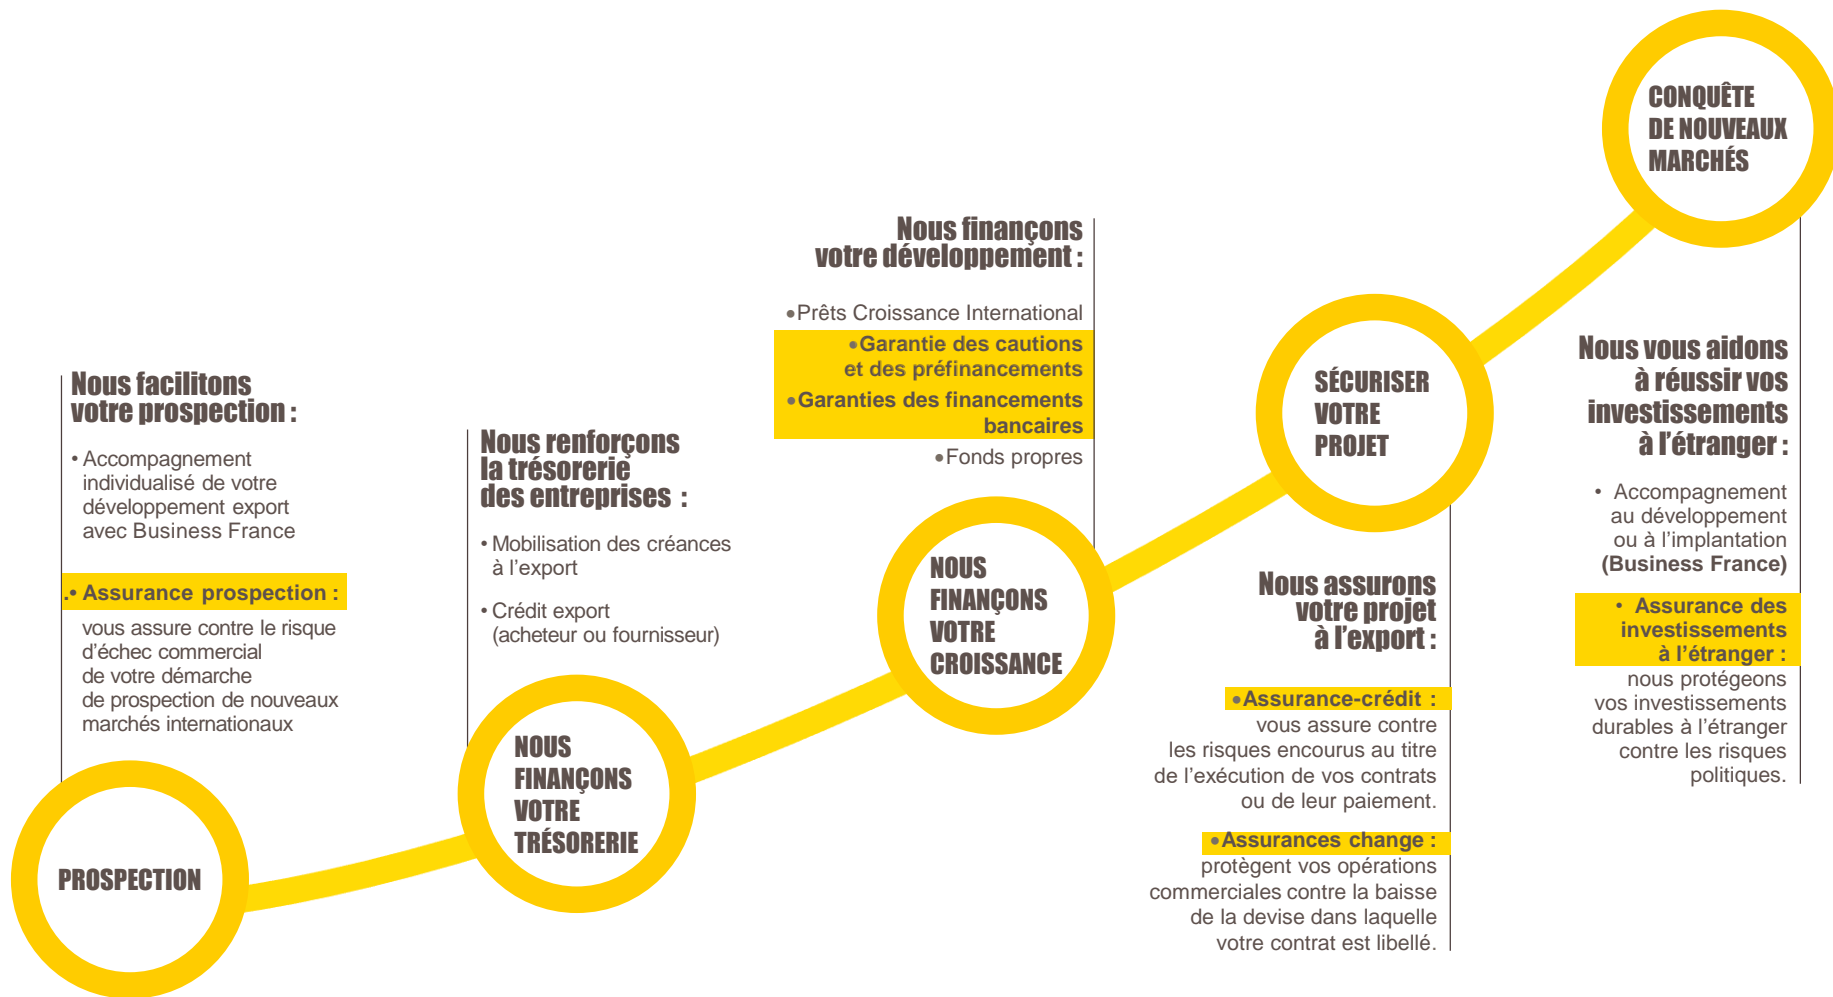 Nous facilitons
votre prospection :
• Accompagnement
individualisé de votre
développement export
avec Business France
.• Assurance prospection :
vous assure contre le risque
d'échec commercial
de votre démarche
de prospection de nouveaux
marchés internationaux
PROSPECTION
Nous renforçons
la trésorerie
des entreprises :
• Mobilisation des créances
à l'export
• Crédit export
(acheteur ou fournisseur)
NOUS
FINANÇONS
VOTRE
TRÉSORERIE
Nous finançons
votre développement :
•Prêts Croissance International
•Garantie des cautions
et des préfinancements
•Garanties des financements
bancaires
•Fonds propres
NOUS
FINANÇONS
VOTRE
CROISSANCE
SÉCURISER
VOTRE
PROJET
Nous assurons
votre projet
à l'export :
•Assurance-crédit :
vous assure contre
les risques encourus au titre
de l'exécution de vos contrats
ou de leur paiement.
•Assurances change :
protègent vos opérations
commerciales contre la baisse
de la devise dans laquelle
votre contrat est libellé.
CONQUÊTE
DE NOUVEAUX
MARCHÉS
Nous vous aidons
à réussir vos
investissements
à l'étranger :
• Accompagnement
au développement
ou à l'implantation
(Business France)
• Assurance des
investissements
à l'étranger :
nous protégeons
vos investissements
durables à l'étranger
contre les risques
politiques.